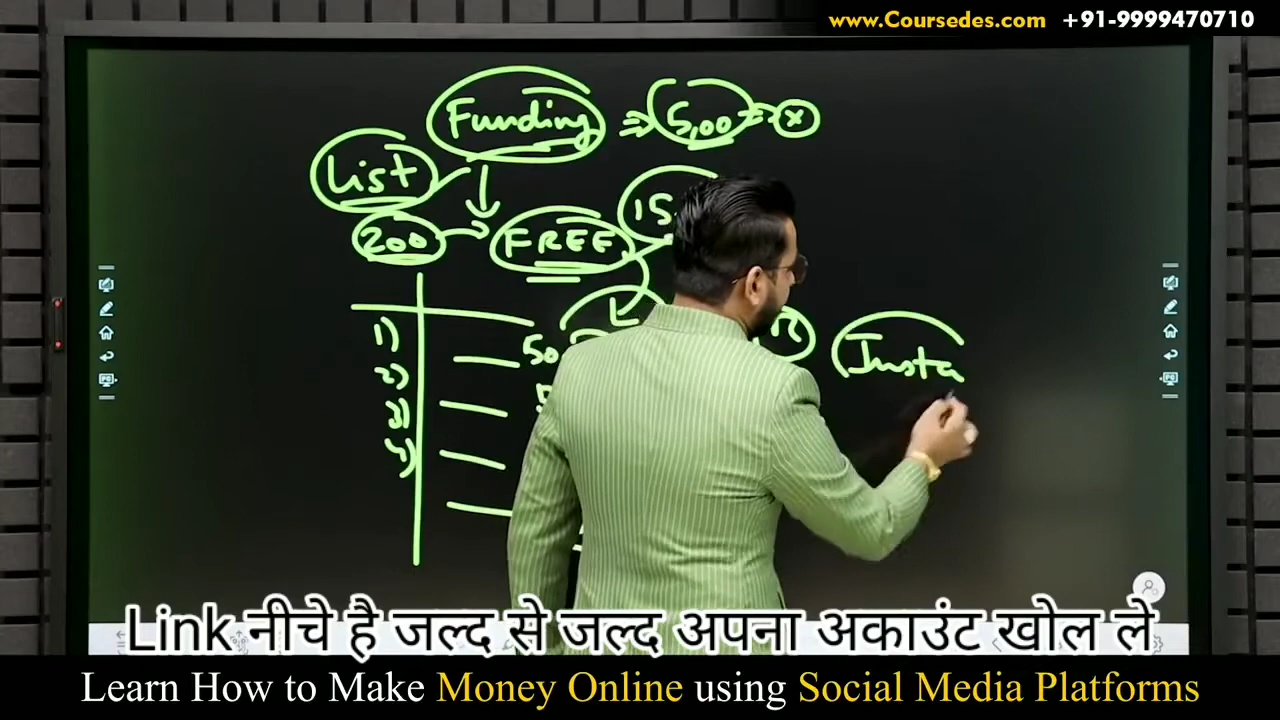 www.Coursedes.com +91-9999470710
Funding ⇒ 5,00 ⇒ x
List
200 → FREE 15
1) 50
2)
3)
4)
Insta
Link नीचे है जल्द से जल्द अपना अकाउंट खोल ले
Learn How to Make Money Online using Social Media Platforms